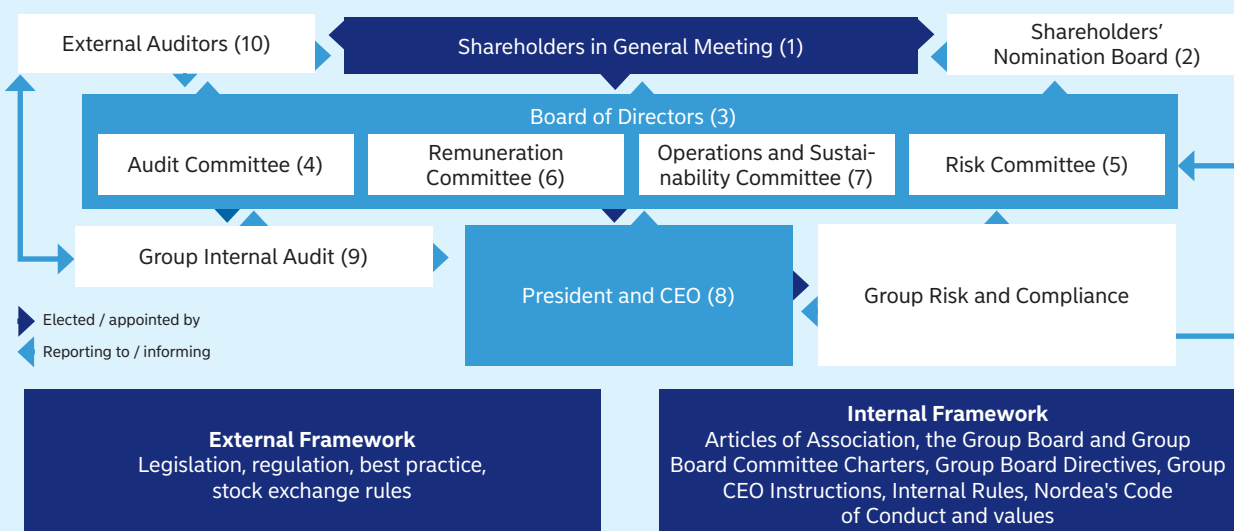 External Auditors (10)
Shareholders in General Meeting (1)
Shareholders’
Nomination Board (2)
Board of Directors (3)
Audit Committee (4)
Remuneration
Committee (6)
Operations and Sustai-
nability Committee (7)
Risk Committee (5)
Group Internal Audit (9)
President and CEO (8)
Group Risk and Compliance
Elected / appointed by
Reporting to / informing
External Framework
Legislation, regulation, best practice,
stock exchange rules
Internal Framework
Articles of Association, the Group Board and Group
Board Committee Charters, Group Board Directives, Group
CEO Instructions, Internal Rules, Nordea's Code
of Conduct and values